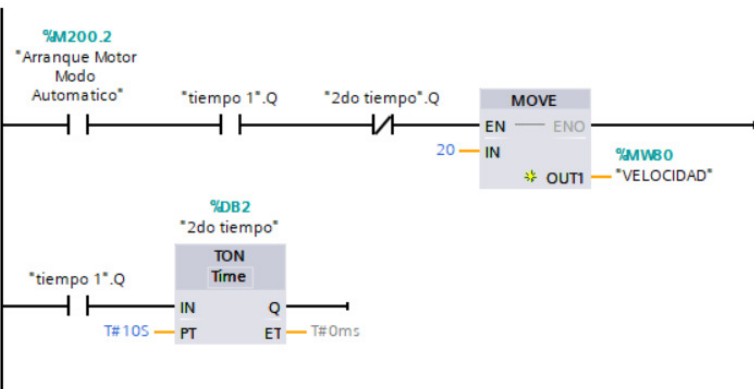 %M200.2
"Arranque Motor
Modo
Automatico"
"tiempo 1".Q
"2do tiempo".Q
MOVE
EN
ENO
20
IN
%MW80
OUT1
"VELOCIDAD"
%DB2
"2do tiempo"
TON
Time
"tiempo 1".Q
IN
Q
T#10S
PT
ET
T#0ms